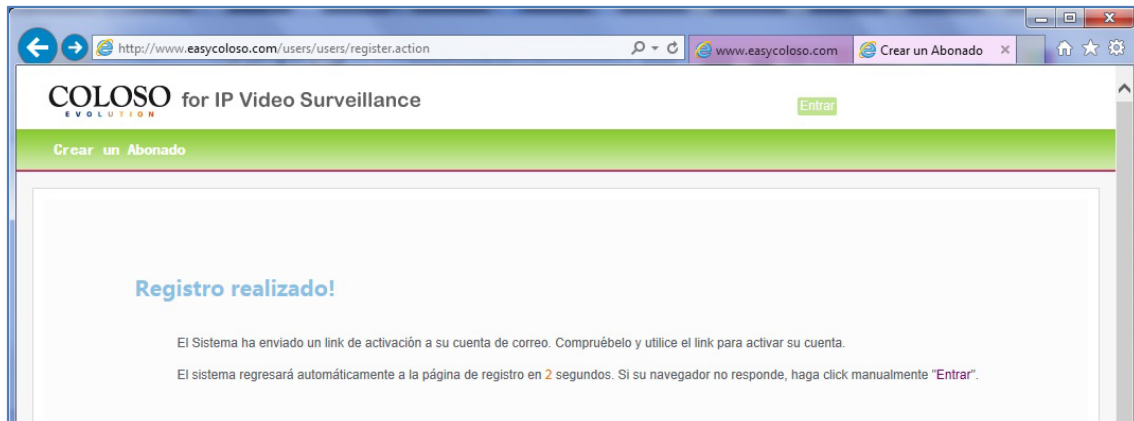 http://www.easycoloso.com/users/users/register.action
www.easycoloso.com
Crear un Abonado
COLOSO for IP Video Surveillance
EVOLUTION
Entrar
Crear un Abonado
Registro realizado!
El Sistema ha enviado un link de activación a su cuenta de correo. Compruébelo y utilice el link para activar su cuenta.
El sistema regresará automáticamente a la página de registro en 2 segundos. Si su navegador no responde, haga click manualmente "Entrar".